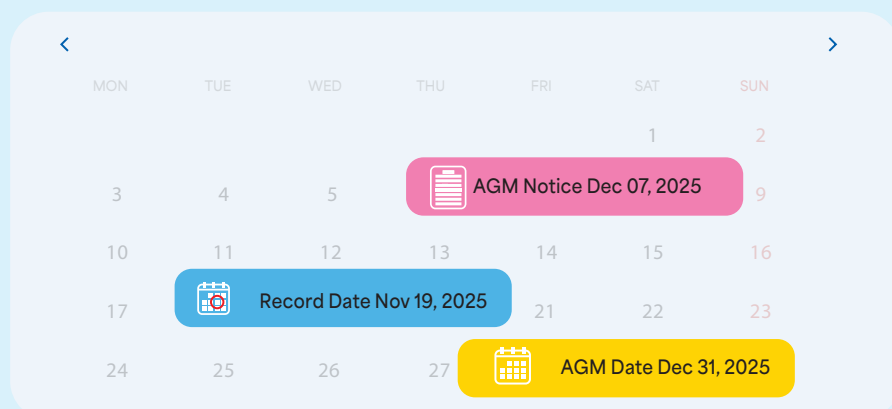 MON TUE WED THU FRI SAT SUN
1 2
3 4 5 AGM Notice Dec 07, 2025 9
10 11 12 13 14 15 16
17 Record Date Nov 19, 2025 21 22 23
24 25 26 27 AGM Date Dec 31, 2025